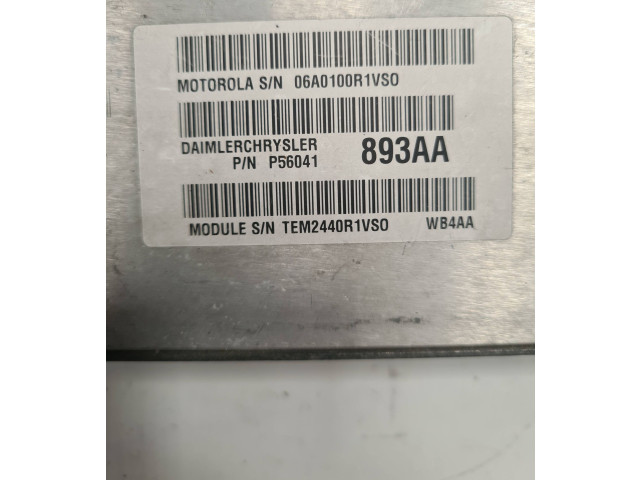 MOTOROLA S/N 06A0100R1VSO
DAIMLERCHRYSLER
P/N P56041 893AA
MODULE S/N TEM2440R1VSO WB4AA